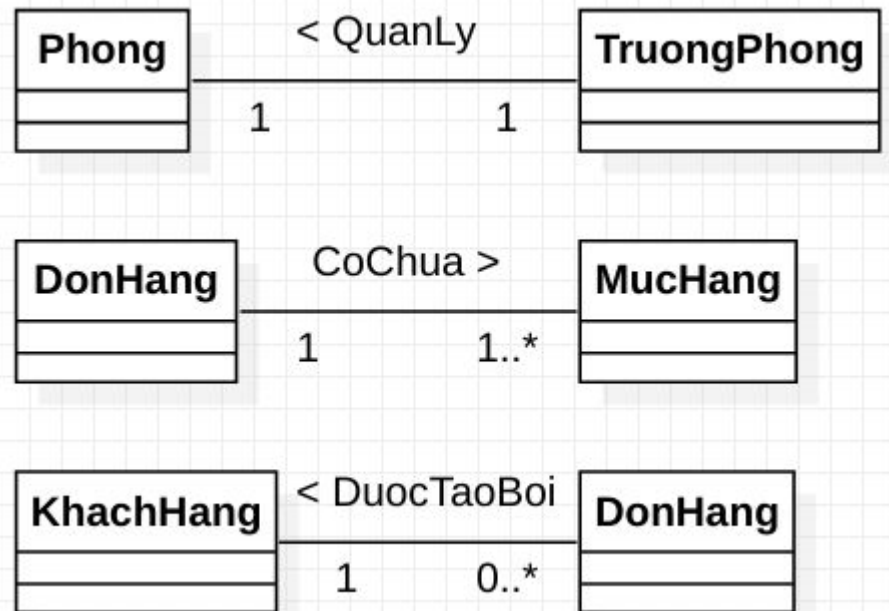 Phong < QuanLy TruongPhong
1 1
DonHang CoChua > MucHang
1 1..*
KhachHang < DuocTaoBoi DonHang
1 0..*